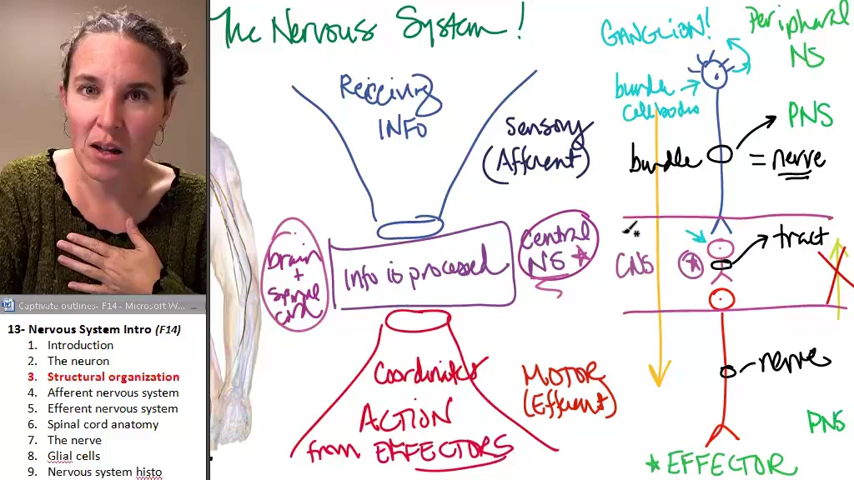 The Nervous System!
GANGLION!
Peripheral
NS
Receiving
INFO
Sensory
(Afferent)
bundle
cell bodies
bundle
PNS
= nerve
brain
+
spinal
cord
Info is processed
Central
NS
CNS
tract
Coordinates
ACTION
from EFFECTORS
MOTOR
(Efferent)
nerve
PNS
EFFECTOR
Captivate outlines- F14 - Microsoft W...
13- Nervous System Intro (F14)
1. Introduction
2. The neuron
3. Structural organization
4. Afferent nervous system
5. Efferent nervous system
6. Spinal cord anatomy
7. The nerve
8. Glial cells
9. Nervous system histo